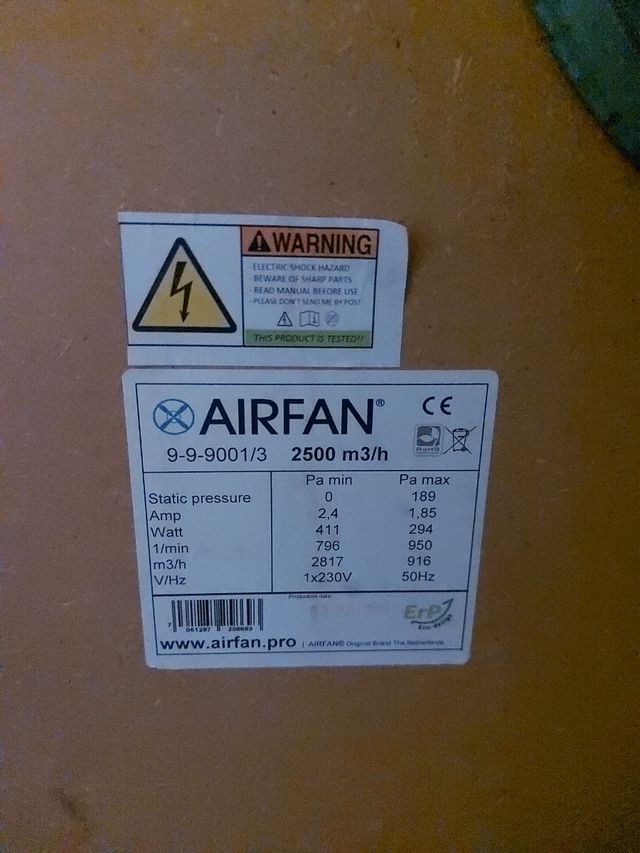 WARNING
- ELECTRIC SHOCK HAZARD
- BEWARE OF SHARP PARTS
- READ MANUAL BEFORE USE
- PLEASE DON'T SEND ME BY POST
THIS PRODUCT IS TESTED!!
AIRFAN® CE
9-9-9001/3 2500 m3/h RoHS
Pa min Pa max
Static pressure 0 189
Amp 2,4 1,85
Watt 411 294
1/min 796 950
m3/h 2817 916
V/Hz 1x230V 50Hz
Production date:
ErP
Eco-design
www.airfan.pro | AIRFAN® Original Brand The Netherlands